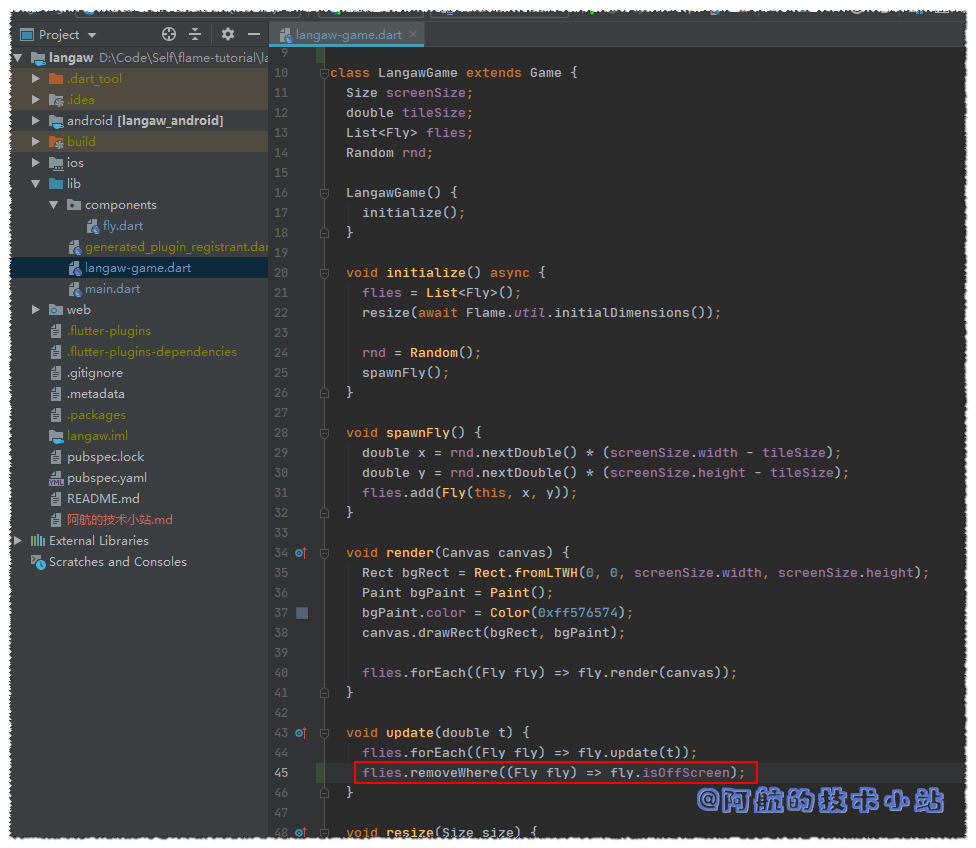 Project
langaw-game.dart
langaw D:\Code\Self\flame-tutorial\la
.dart_tool
.idea
android [langaw_android]
build
ios
lib
components
fly.dart
generated_plugin_registrant.dar
langaw-game.dart
main.dart
web
.flutter-plugins
.flutter-plugins-dependencies
.gitignore
.metadata
.packages
langaw.iml
pubspec.lock
pubspec.yaml
README.md
阿航的技术小站.md
External Libraries
Scratches and Consoles
9
10 class LangawGame extends Game {
11 Size screenSize;
12 double tileSize;
13 List<Fly> flies;
14 Random rnd;
15
16 LangawGame() {
17 initialize();
18 }
19
20 void initialize() async {
21 flies = List<Fly>();
22 resize(await Flame.util.initialDimensions());
23
24 rnd = Random();
25 spawnFly();
26 }
27
28 void spawnFly() {
29 double x = rnd.nextDouble() * (screenSize.width - tileSize);
30 double y = rnd.nextDouble() * (screenSize.height - tileSize);
31 flies.add(Fly(this, x, y));
32 }
33
34 void render(Canvas canvas) {
35 Rect bgRect = Rect.fromLTWH(0, 0, screenSize.width, screenSize.height);
36 Paint bgPaint = Paint();
37 bgPaint.color = Color(0xff576574);
38 canvas.drawRect(bgRect, bgPaint);
39
40 flies.forEach((Fly fly) => fly.render(canvas));
41 }
42
43 void update(double t) {
44 flies.forEach((Fly fly) => fly.update(t));
45 flies.removeWhere((Fly fly) => fly.isOffScreen);
46 }
47
48 void resize(Size size) {
@阿航的技术小站